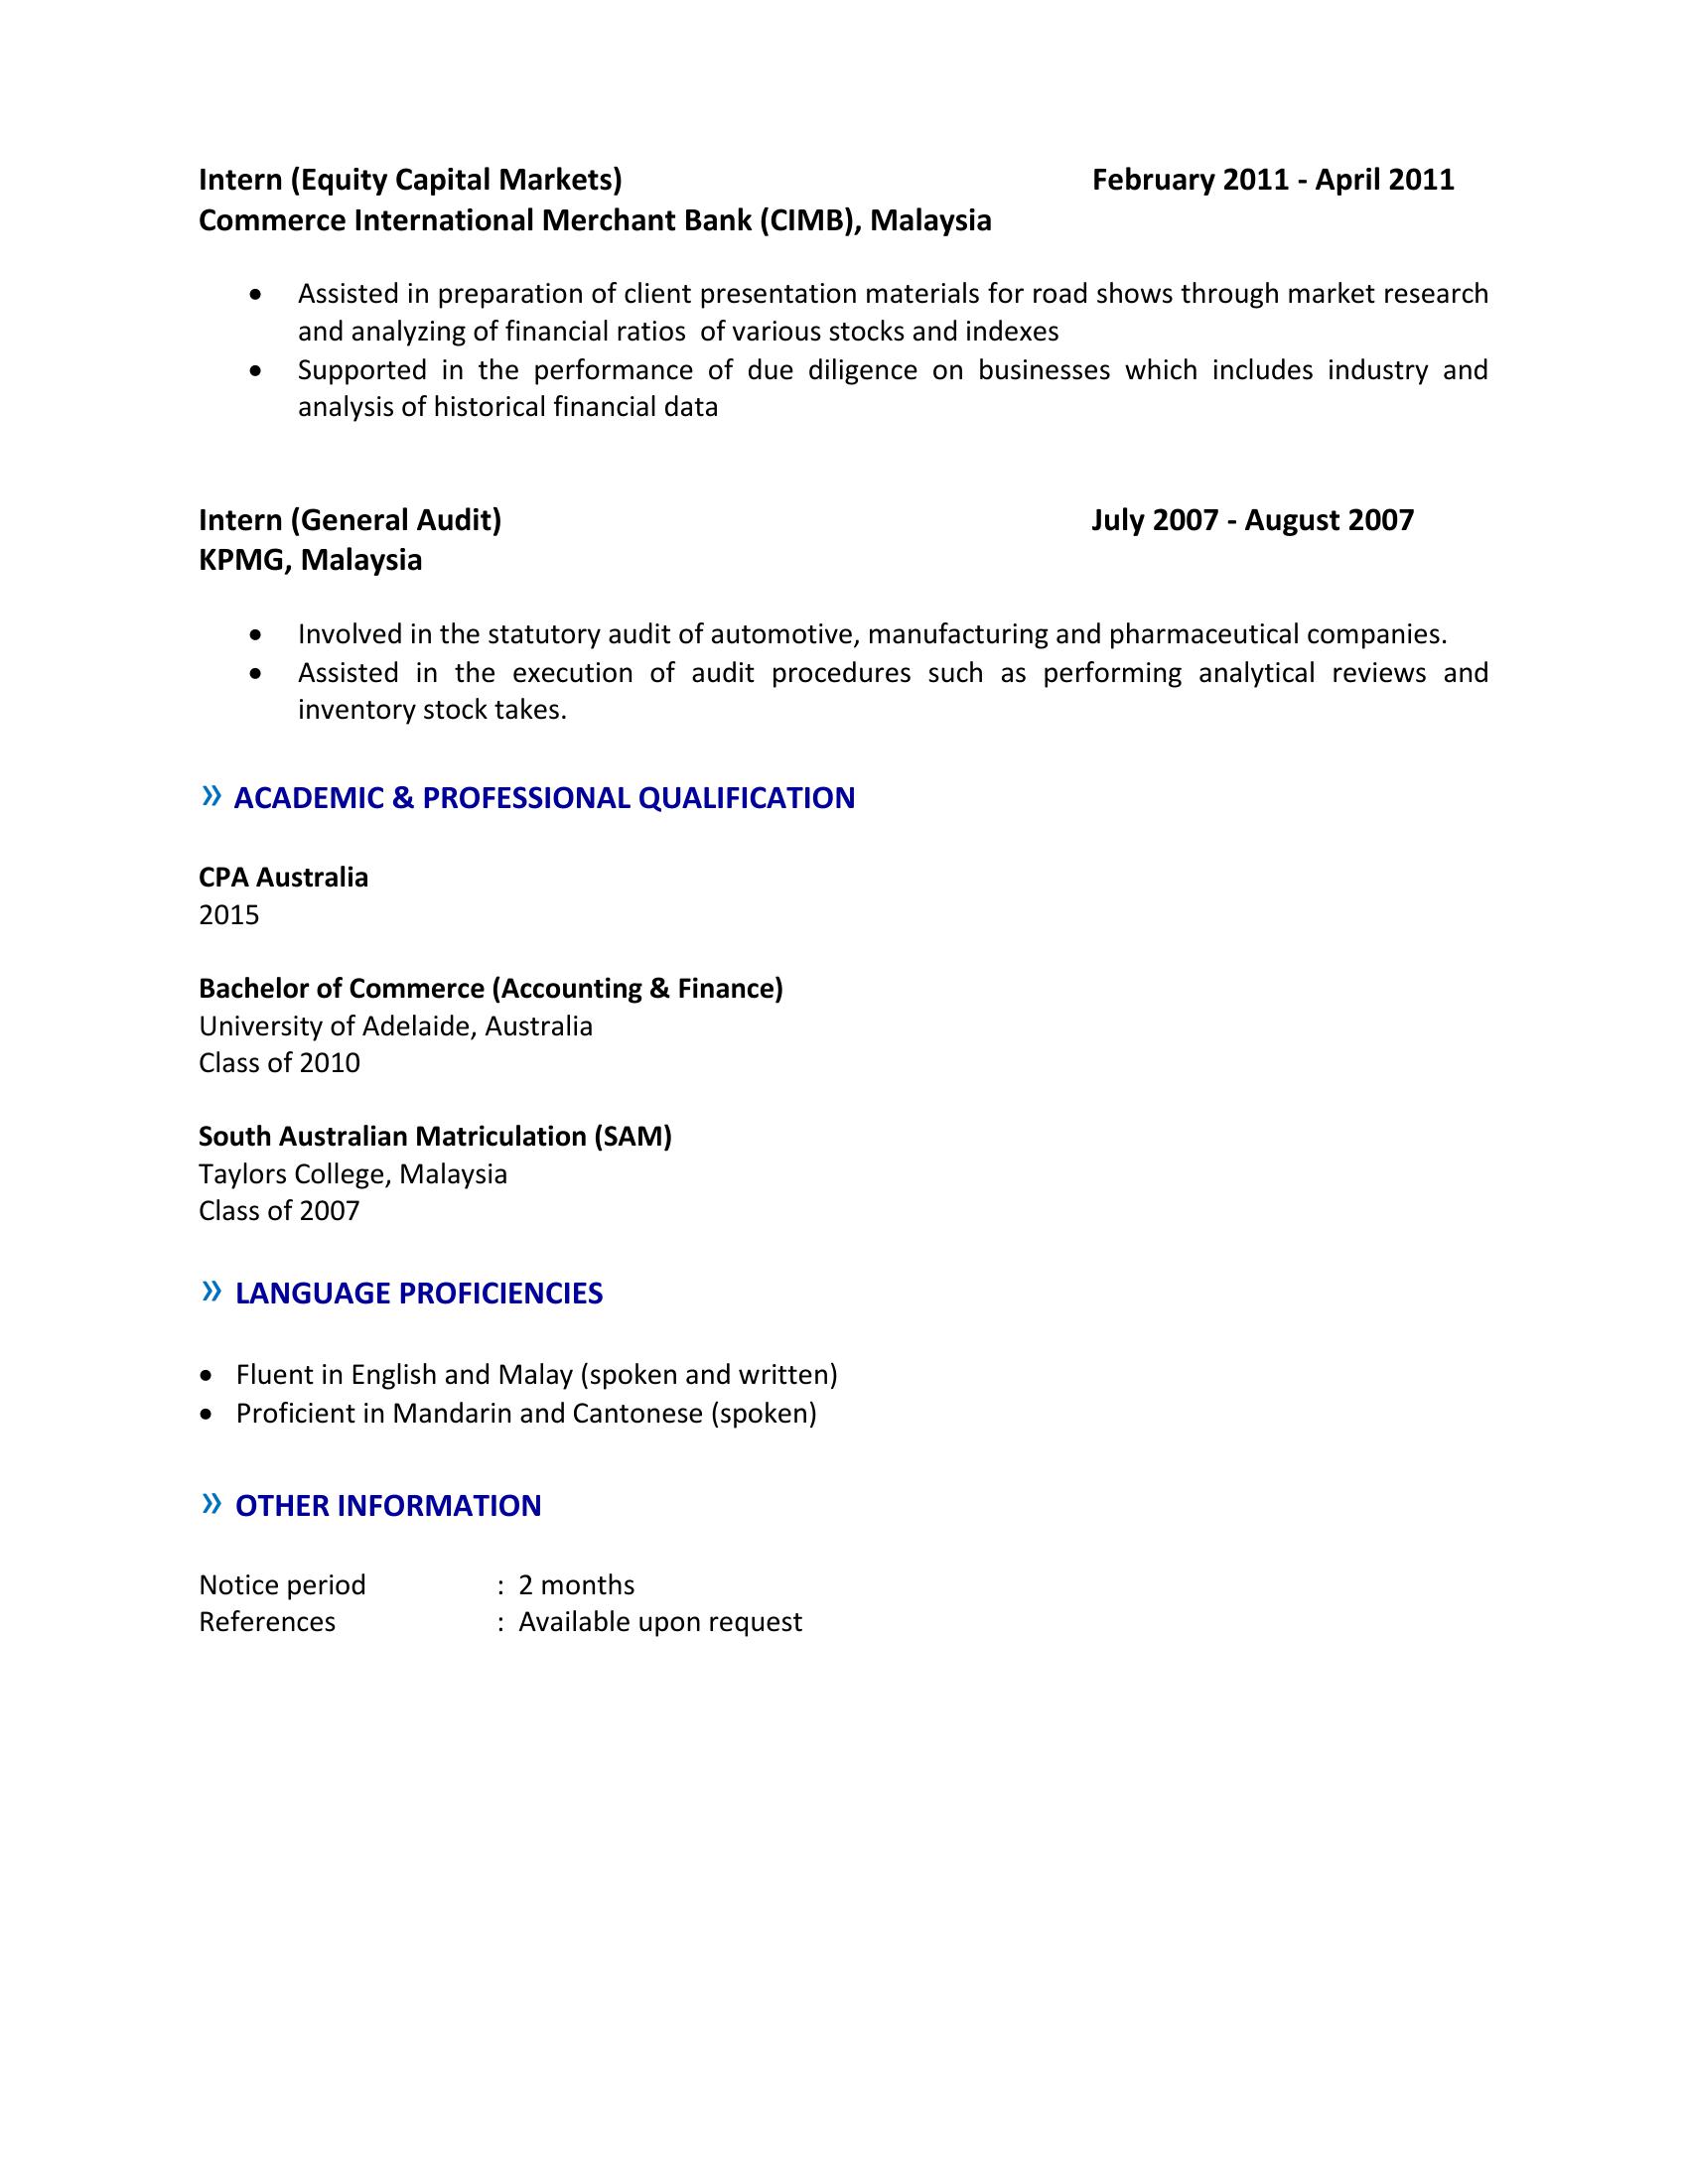 Intern (Equity Capital Markets) February 2011 - April 2011
Commerce International Merchant Bank (CIMB), Malaysia
• Assisted in preparation of client presentation materials for road shows through market research
and analyzing of financial ratios  of various stocks and indexes
• Supported in the performance of due diligence on businesses which includes industry and
analysis of historical financial data
Intern (General Audit) July 2007 - August 2007
KPMG, Malaysia
• Involved in the statutory audit of automotive, manufacturing and pharmaceutical companies.
• Assisted in the execution of audit procedures such as performing analytical reviews and
inventory stock takes.
» ACADEMIC & PROFESSIONAL QUALIFICATION
CPA Australia
2015
Bachelor of Commerce (Accounting & Finance)
University of Adelaide, Australia
Class of 2010
South Australian Matriculation (SAM)
Taylors College, Malaysia
Class of 2007
» LANGUAGE PROFICIENCIES
• Fluent in English and Malay (spoken and written)
• Proficient in Mandarin and Cantonese (spoken)
» OTHER INFORMATION
Notice period : 2 months
References : Available upon request